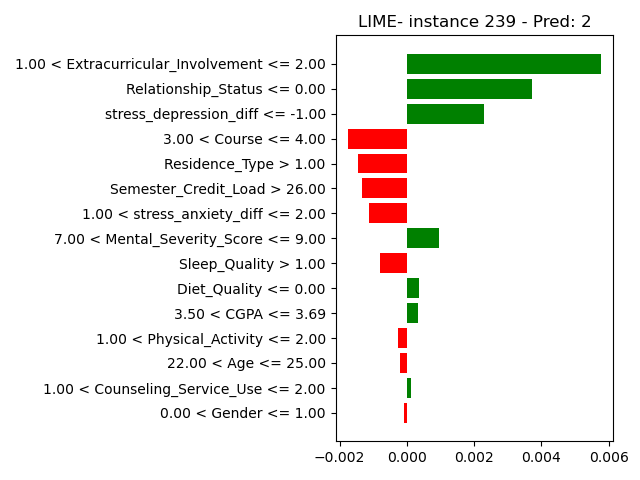 LIME- instance 239 - Pred: 2
1.00 < Extracurricular_Involvement <= 2.00
Relationship_Status <= 0.00
stress_depression_diff <= -1.00
3.00 < Course <= 4.00
Residence_Type > 1.00
Semester_Credit_Load > 26.00
1.00 < stress_anxiety_diff <= 2.00
7.00 < Mental_Severity_Score <= 9.00
Sleep_Quality > 1.00
Diet_Quality <= 0.00
3.50 < CGPA <= 3.69
1.00 < Physical_Activity <= 2.00
22.00 < Age <= 25.00
1.00 < Counseling_Service_Use <= 2.00
0.00 < Gender <= 1.00
−0.002 0.000 0.002 0.004 0.006